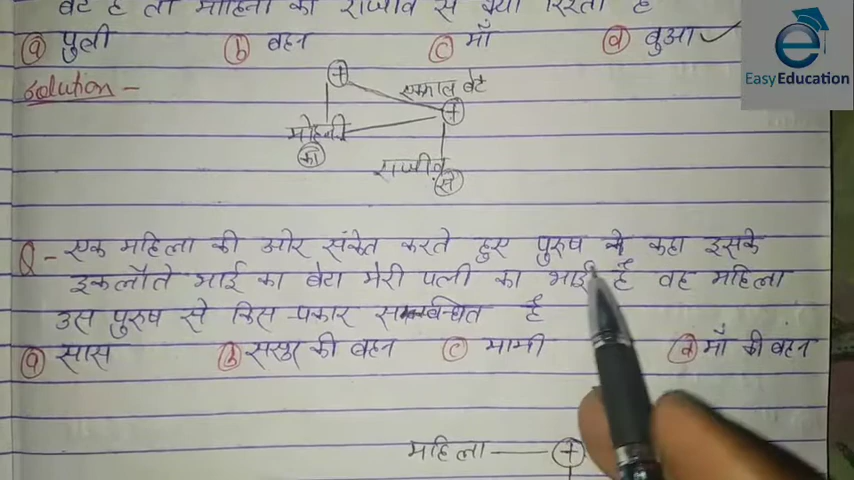 बेटे है तो मोहिनी का राजीव से क्या रिश्ता है
(a) पुत्री (b) बहन (c) माँ (d) बुआ ✓
Solution -
+
इकलौता बेटे
+
मोहिनी
का
राजीव
से
Q - एक महिला की ओर संकेत करते हुए पुरुष ने कहा इसके
इकलौते भाई का बेटा मेरी पत्नी का भाई है वह महिला
उस पुरुष से किस प्रकार सम्बन्धित है
(a) सास (b) ससुर की बहन (c) मामी (d) माँ की बहन
महिला — +
EasyEducation